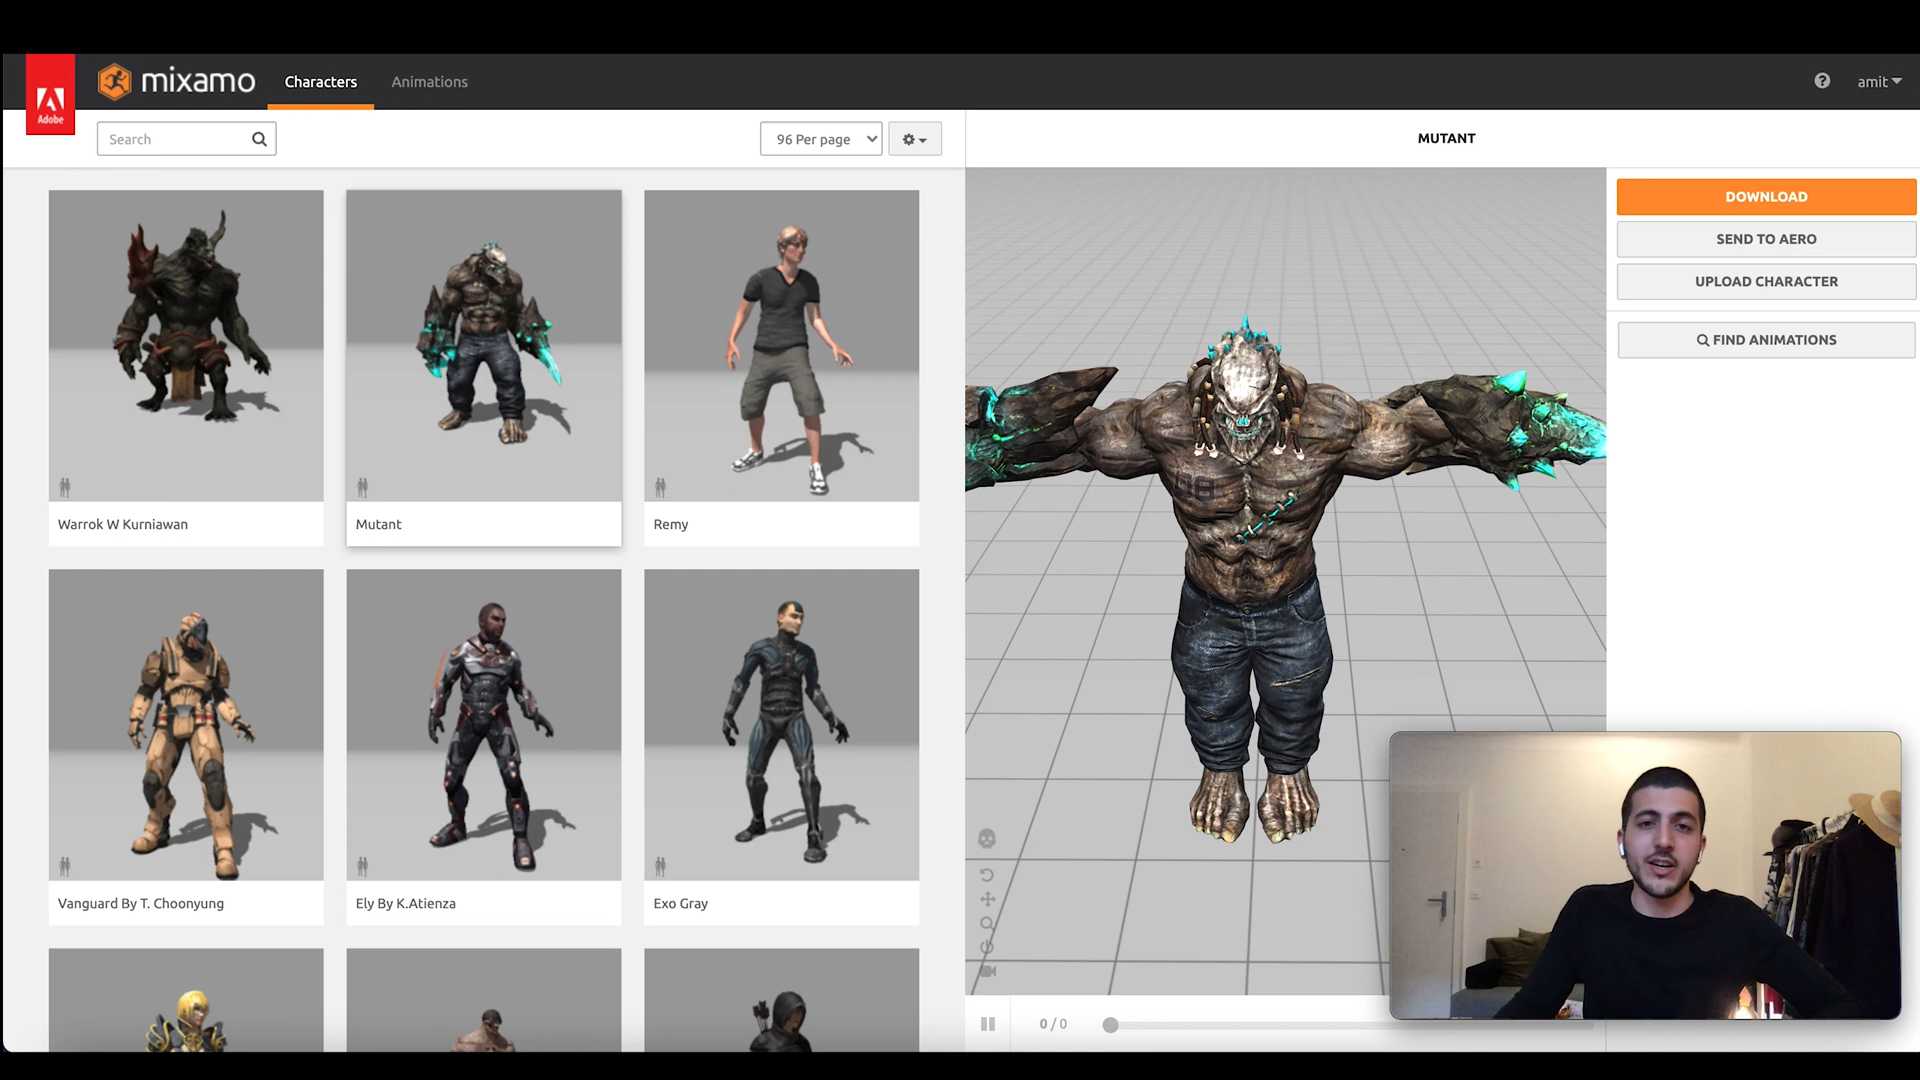 Adobe
mixamo
Characters
Animations
amit
Search
96 Per page
MUTANT
DOWNLOAD
SEND TO AERO
UPLOAD CHARACTER
FIND ANIMATIONS
Warrok W Kurniawan
Mutant
Remy
Vanguard By T. Choonyung
Ely By K.Atienza
Exo Gray
0 / 0